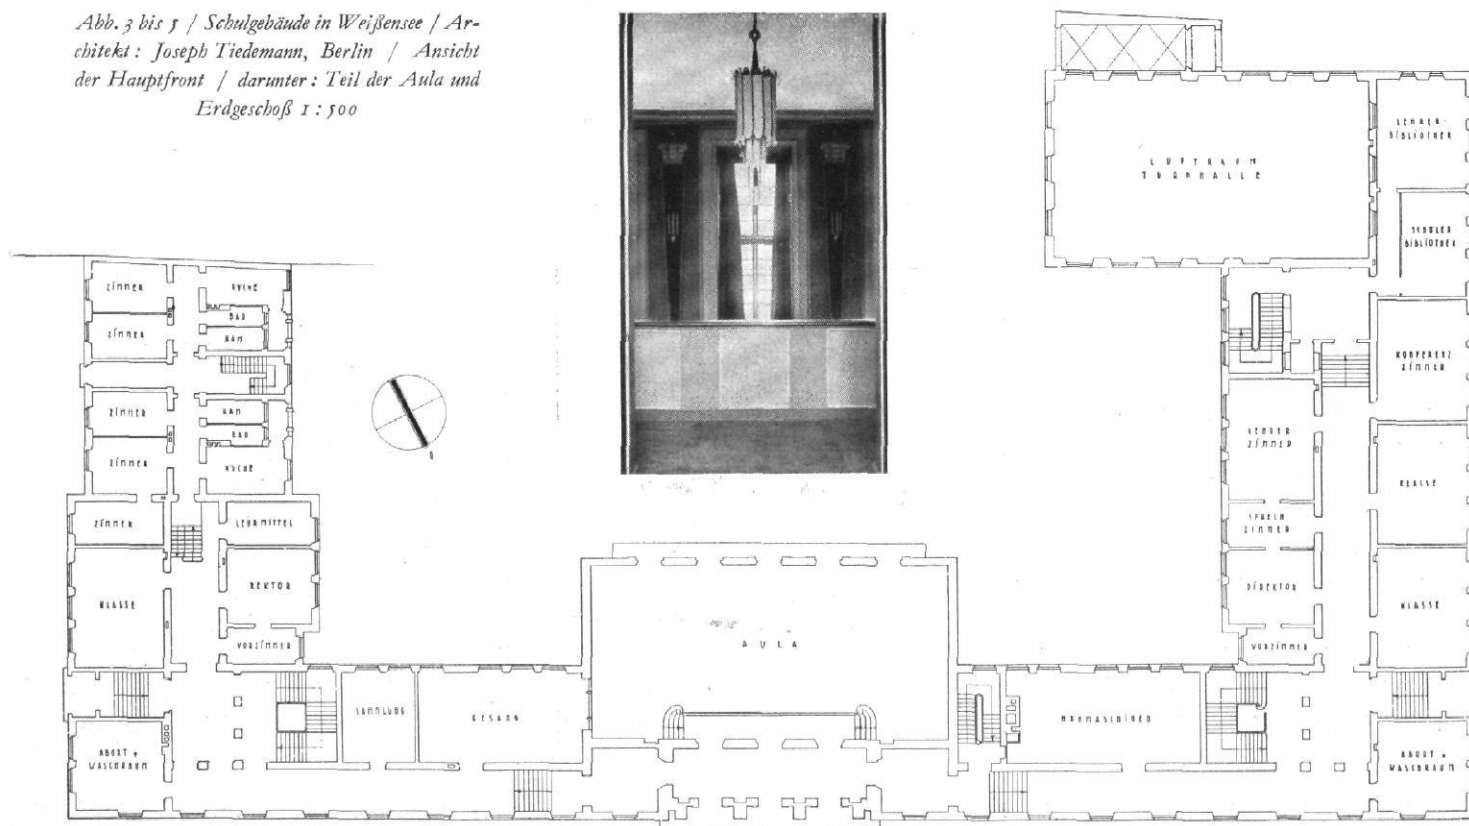 Abb. 3 bis 5 / Schulgebäude in Weißensee / Ar-
chitekt: Joseph Tiedemann, Berlin / Ansicht
der Hauptfront / darunter: Teil der Aula und
Erdgeschoß 1 : 500
LUFTRAUM
TURNHALLE
LEHRER-
BIBLIOTHEK
SCHÜLER
BIBLIOTHEK
ZIMMER
KÜCHE
BAD
KAM
ZIMMER
KONFERENZ
ZIMMER
ZIMMER
KAM
BAD
ZIMMER
KÜCHE
LEHRER
ZIMMER
KLASSE
ZIMMER
LEHRMITTEL
SPRECH
ZIMMER
REKTOR
DIREKTOR
KLASSE
KLASSE
VORZIMMER
AULA
VORZIMMER
SAMMLUNG
GESANG
NÄHMASCHINEN
ABORT u
WASCHRAUM
ABORT u
WASCHRAUM